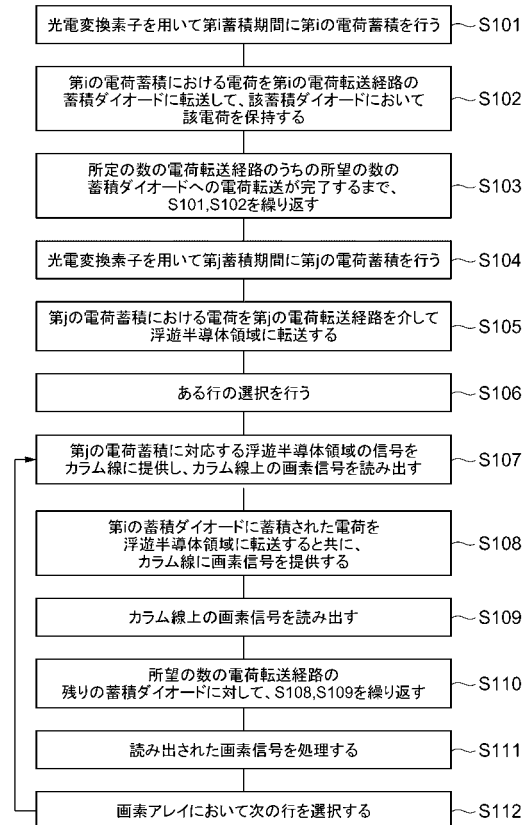 光電変換素子を用いて第i蓄積期間に第iの電荷蓄積を行う
S101
第iの電荷蓄積における電荷を第iの電荷転送経路の
蓄積ダイオードに転送して、該蓄積ダイオードにおいて
該電荷を保持する
S102
所定の数の電荷転送経路のうちの所望の数の
蓄積ダイオードへの電荷転送が完了するまで、
S101,S102を繰り返す
S103
光電変換素子を用いて第j蓄積期間に第jの電荷蓄積を行う
S104
第jの電荷蓄積における電荷を第jの電荷転送経路を介して
浮遊半導体領域に転送する
S105
ある行の選択を行う
S106
第jの電荷蓄積に対応する浮遊半導体領域の信号を
カラム線に提供し、カラム線上の画素信号を読み出す
S107
第iの蓄積ダイオードに蓄積された電荷を
浮遊半導体領域に転送すると共に、
カラム線に画素信号を提供する
S108
カラム線上の画素信号を読み出す
S109
所望の数の電荷転送経路の
残りの蓄積ダイオードに対して、S108,S109を繰り返す
S110
読み出された画素信号を処理する
S111
画素アレイにおいて次の行を選択する
S112